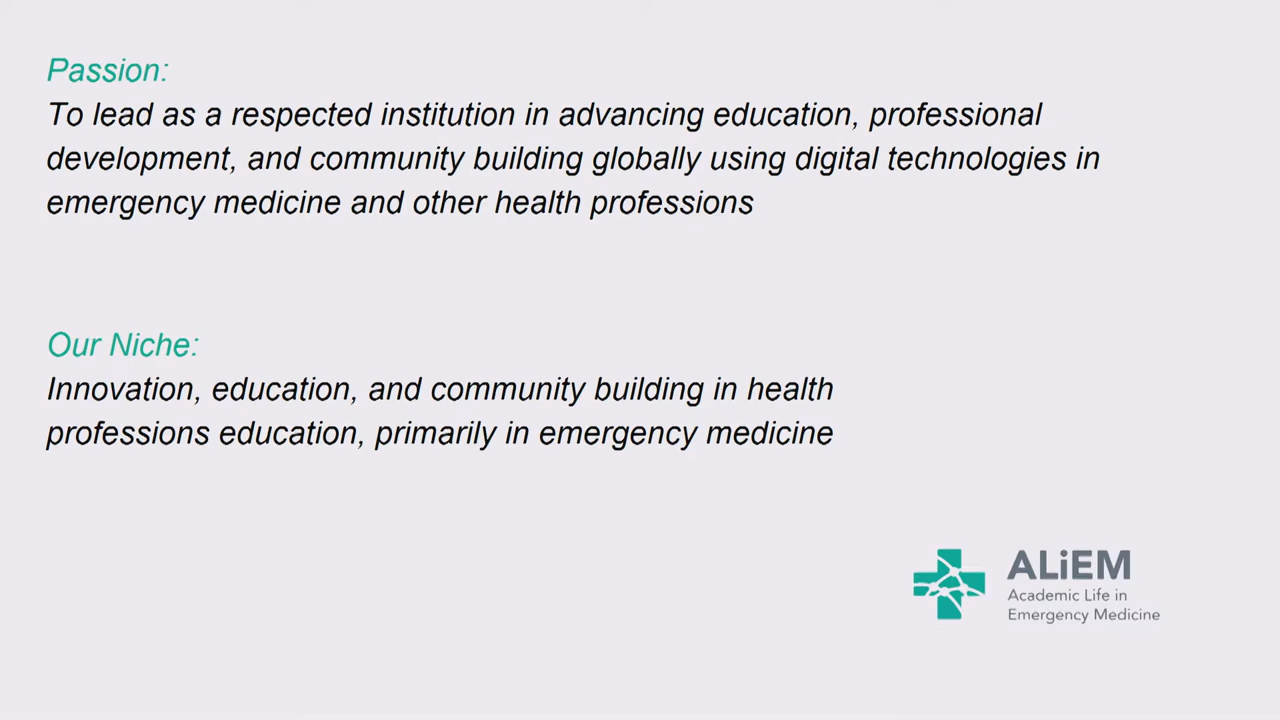 Passion:
To lead as a respected institution in advancing education, professional
development, and community building globally using digital technologies in
emergency medicine and other health professions
Our Niche:
Innovation, education, and community building in health
professions education, primarily in emergency medicine
ALiEM
Academic Life in
Emergency Medicine